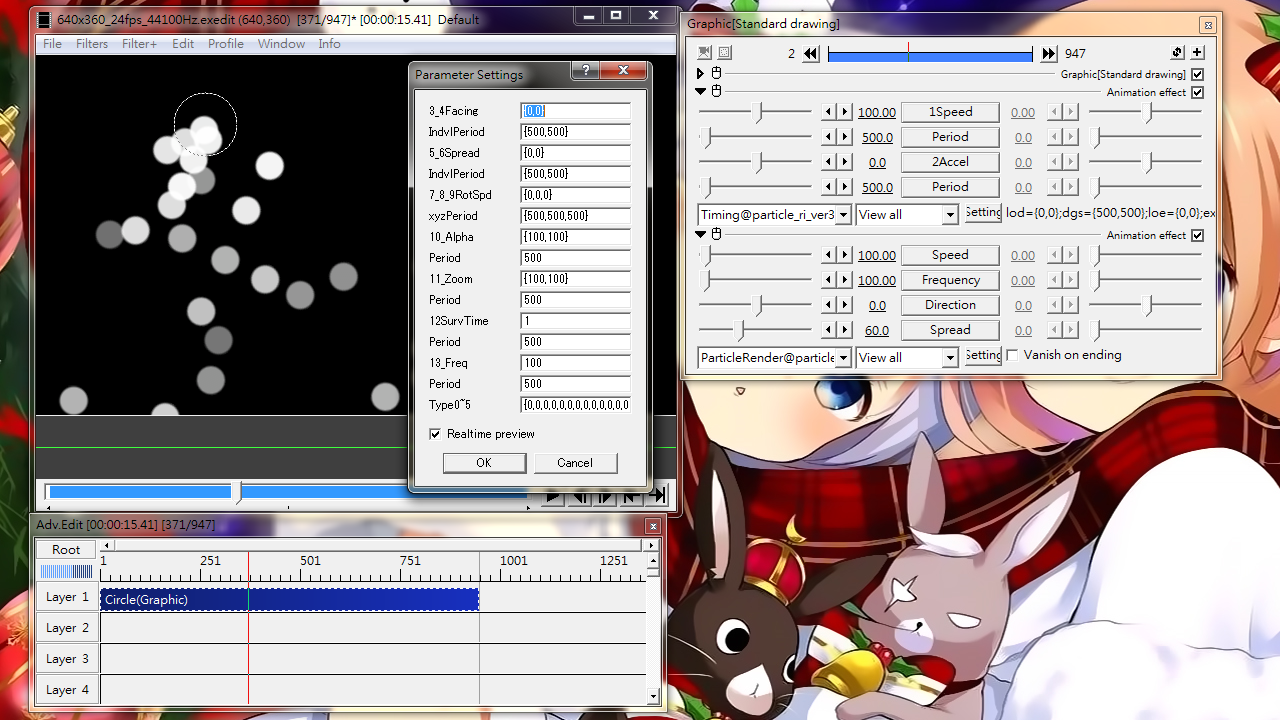 640x360_24fps_44100Hz.exedit (640,360) [371/947]* [00:00:15.41] Default
File Filters Filter+ Edit Profile Window Info
Parameter Settings
?
3_4Facing {0,0}
IndvlPeriod {500,500}
5_6Spread {0,0}
IndvlPeriod {500,500}
7_8_9RotSpd {0,0,0}
xyzPeriod {500,500,500}
10_Alpha {100,100}
Period 500
11_Zoom {100,100}
Period 500
12SurvTime 1
Period 500
13_Freq 100
Period 500
Type0~5 {0,0,0,0,0,0,0,0,0,0,0,0
Realtime preview
OK Cancel
Graphic[Standard drawing]
2 947
Graphic[Standard drawing]
Animation effect
100.00 1Speed 0.00
500.0 Period 0.0
0.0 2Accel 0.0
500.0 Period 0.0
Timing@particle_ri_ver3 View all Setting lod={0,0};dgs={500,500};loe={0,0};ex
Animation effect
100.00 Speed 0.00
100.00 Frequency 0.00
0.0 Direction 0.0
60.0 Spread 0.0
ParticleRender@particle View all Setting Vanish on ending
Adv.Edit [00:00:15.41] [371/947]
Root
1 251 501 751 1001 1251
Layer 1 Circle(Graphic)
Layer 2
Layer 3
Layer 4